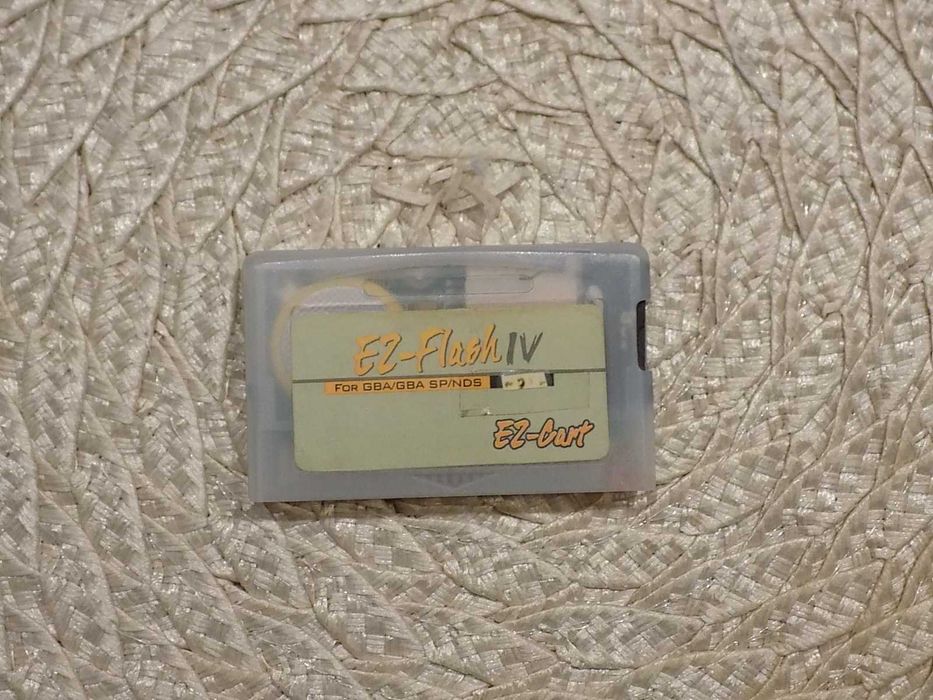 EZ-Flash IV
FOR GBA/GBA SP/NDS
EZ-Cart